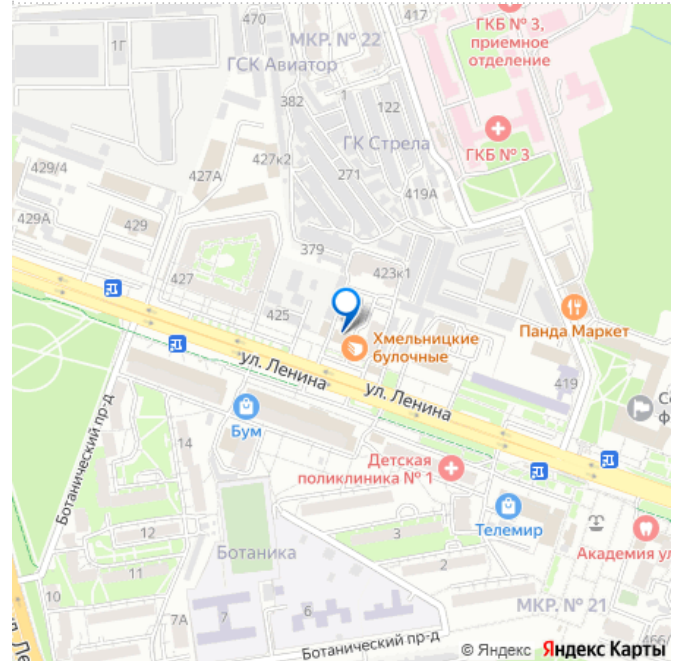 470
417
ГКБ № 3,
приемное
отделение
1Г
МКР. № 22
ГСК Авиатор
382
1
122
ГКБ № 3
ГК Стрела
429/4
427к2
427А
271
419А
429А
429
379
427
423к1
425
Панда Маркет
Хмельницкие
булочные
ул. Ленина
ул. Ленина
419
Бум
Ботанический пр-д
14
Детская
поликлиника № 1
Телемир
12
3
Ботаника
Академия ул
2
11
10
7А
7
6
МКР. № 21
Ботанический пр-д
© Яндекс Яндекс Карты